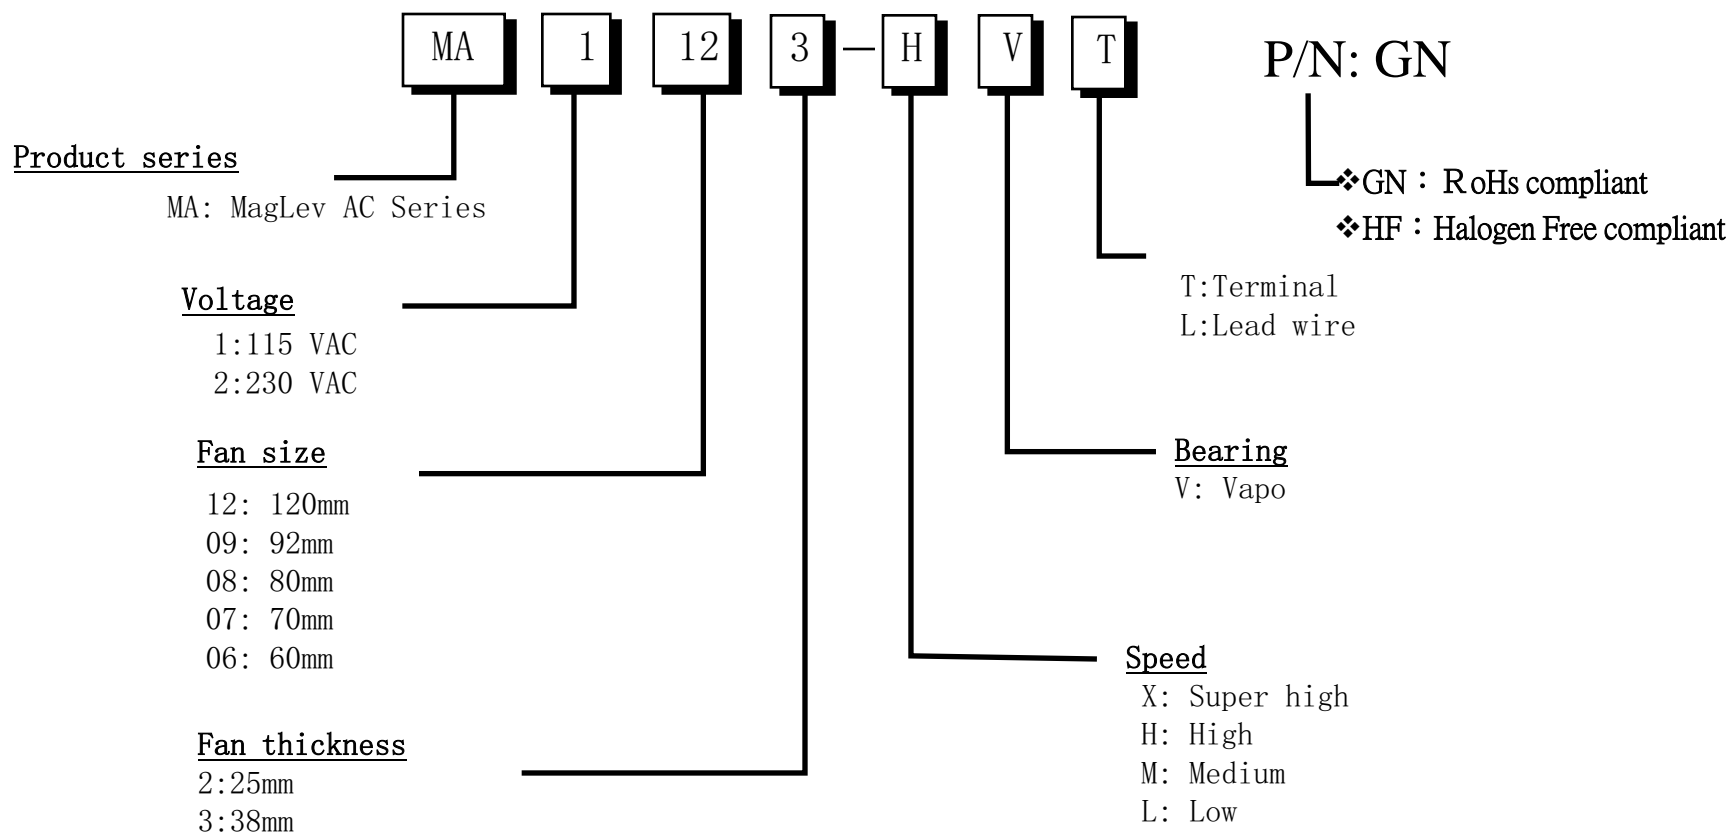 MA 1 12 3 — H V T P/N: GN
Product series
MA: MagLev AC Series
Voltage
1:115 VAC
2:230 VAC
Fan size
12: 120mm
09: 92mm
08: 80mm
07: 70mm
06: 60mm
Fan thickness
2:25mm
3:38mm
❖GN：RoHs compliant
❖HF：Halogen Free compliant
T:Terminal
L:Lead wire
Bearing
V: Vapo
Speed
X: Super high
H: High
M: Medium
L: Low